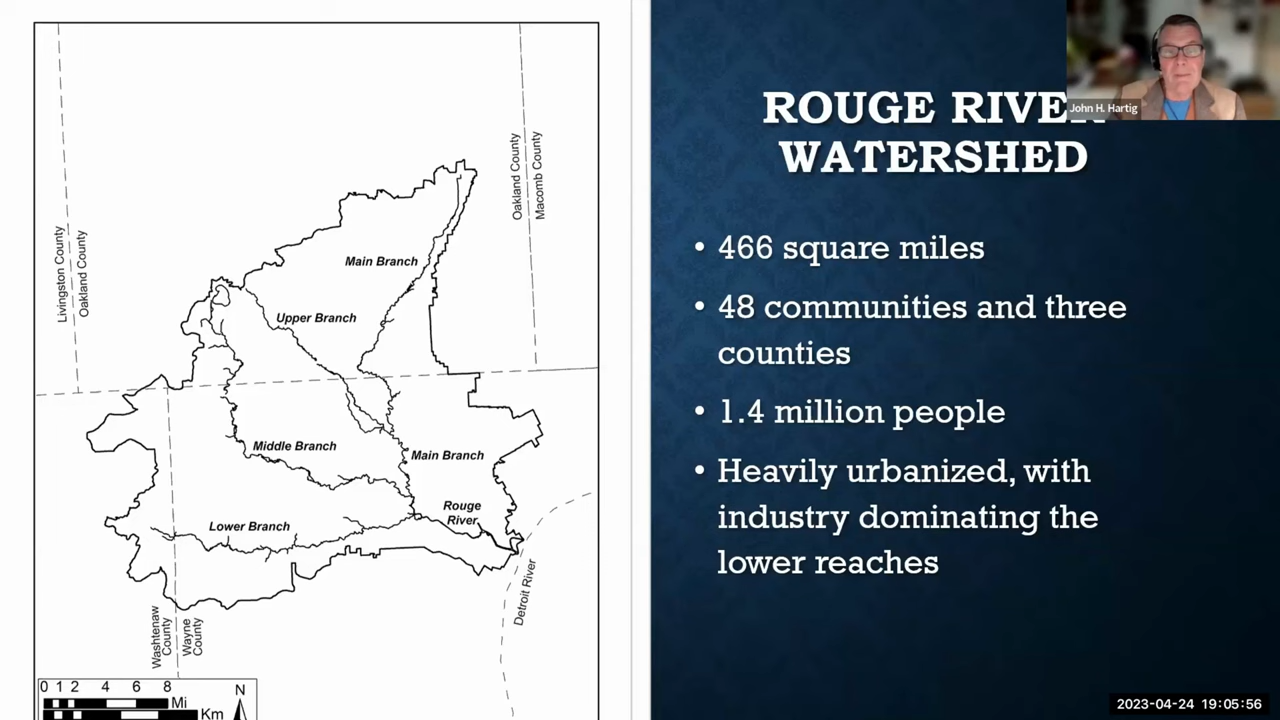 ROUGE RIVER
WATERSHED
• 466 square miles
• 48 communities and three
counties
• 1.4 million people
• Heavily urbanized, with
industry dominating the
lower reaches
John H. Hartig
Livingston County
Oakland County
Oakland County
Macomb County
Main Branch
Upper Branch
Middle Branch
Main Branch
Rouge
River
Lower Branch
Detroit River
Washtenaw
County
Wayne
County
0 1 2 4 6 8
Mi
Km
N
2023-04-24 19:05:56